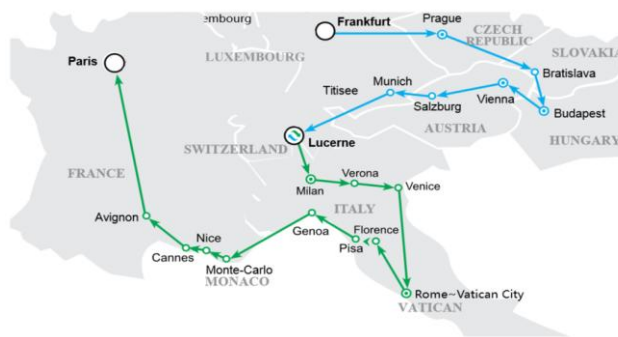 embourg
Frankfurt
Prague
CZECH
REPUBLIC
Paris
LUXEMBOURG
SLOVAKIA
Bratislava
Titisee
Munich
Salzburg
Vienna
Budapest
AUSTRIA
HUNGARY
Lucerne
SWITZERLAND
FRANCE
Milan
Verona
Venice
ITALY
Avignon
Genoa
Florence
Pisa
Nice
Cannes
Monte-Carlo
MONACO
Rome~Vatican City
VATICAN